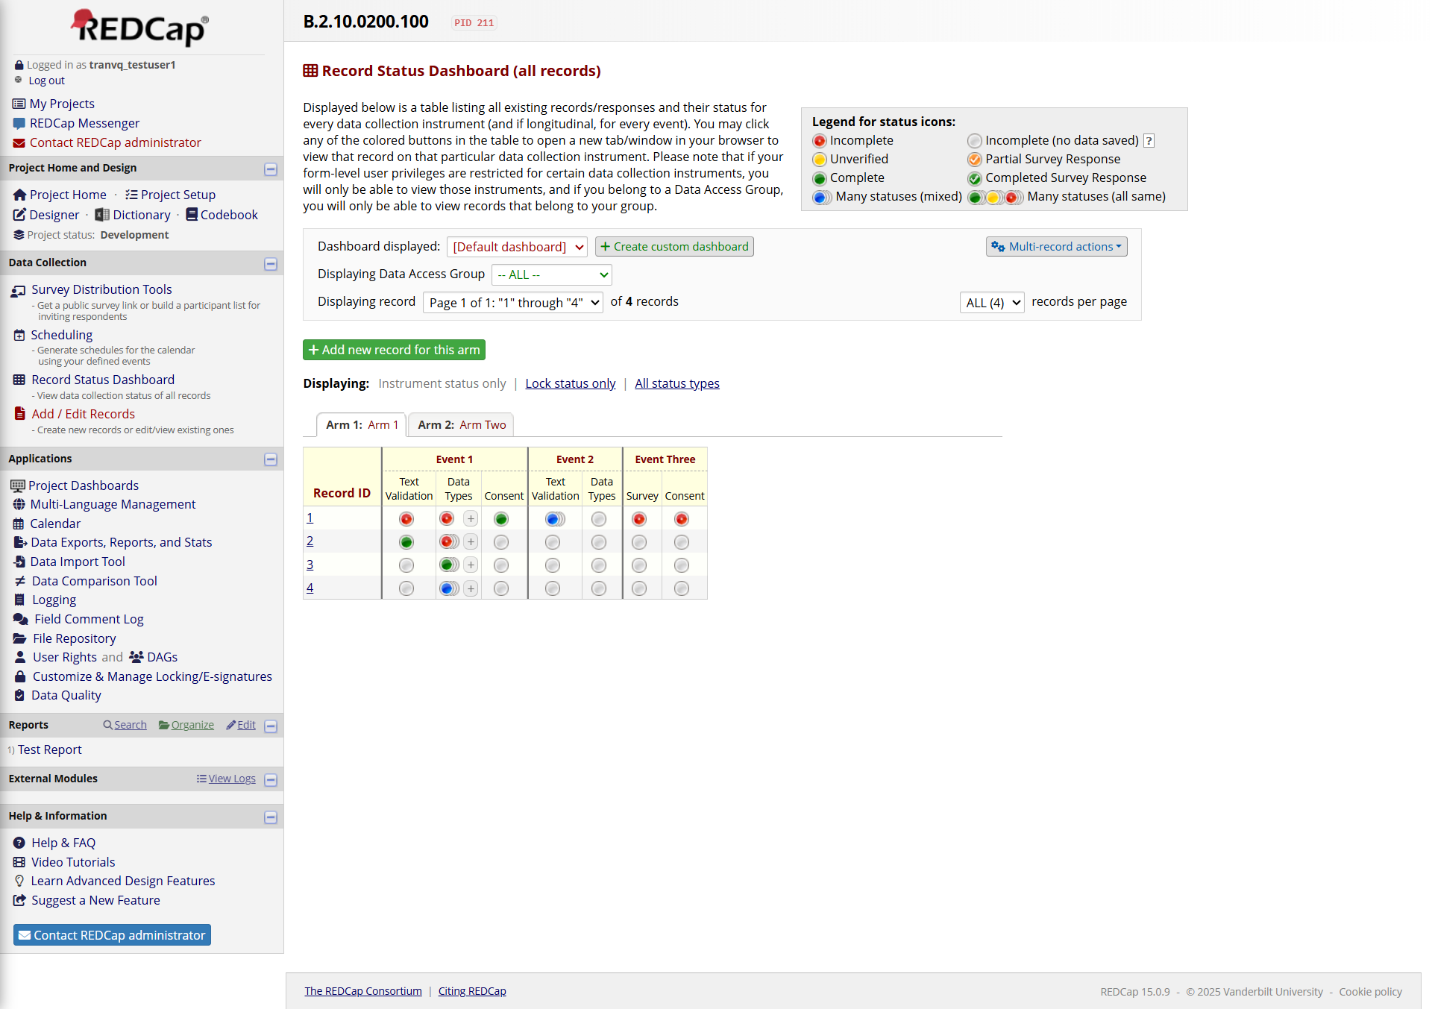 REDCap®
Logged in as tranvq_testuser1
Log out
My Projects
REDCap Messenger
Contact REDCap administrator
Project Home and Design
Project Home · Project Setup
Designer · Dictionary · Codebook
Project status: Development
Data Collection
Survey Distribution Tools
- Get a public survey link or build a participant list for
inviting respondents
Scheduling
- Generate schedules for the calendar
using your defined events
Record Status Dashboard
- View data collection status of all records
Add / Edit Records
- Create new records or edit/view existing ones
Applications
Project Dashboards
Multi-Language Management
Calendar
Data Exports, Reports, and Stats
Data Import Tool
Data Comparison Tool
Logging
Field Comment Log
File Repository
User Rights and DAGs
Customize & Manage Locking/E-signatures
Data Quality
Reports Search Organize Edit
1) Test Report
External Modules View Logs
Help & Information
Help & FAQ
Video Tutorials
Learn Advanced Design Features
Suggest a New Feature
Contact REDCap administrator
B.2.10.0200.100 PID 211
Record Status Dashboard (all records)
Displayed below is a table listing all existing records/responses and their status for
every data collection instrument (and if longitudinal, for every event). You may click
any of the colored buttons in the table to open a new tab/window in your browser to
view that record on that particular data collection instrument. Please note that if your
form-level user privileges are restricted for certain data collection instruments, you
will only be able to view those instruments, and if you belong to a Data Access Group,
you will only be able to view records that belong to your group.
Legend for status icons:
Incomplete Incomplete (no data saved) ?
Unverified Partial Survey Response
Complete Completed Survey Response
Many statuses (mixed) Many statuses (all same)
Dashboard displayed: [Default dashboard] + Create custom dashboard Multi-record actions
Displaying Data Access Group -- ALL --
Displaying record Page 1 of 1: "1" through "4" of 4 records ALL (4) records per page
+ Add new record for this arm
Displaying: Instrument status only | Lock status only | All status types
Arm 1: Arm 1 Arm 2: Arm Two
Event 1 Event 2 Event Three
Record ID Text Validation Data Types Consent Text Validation Data Types Survey Consent
1 +
2 +
3 +
4 +
The REDCap Consortium | Citing REDCap
REDCap 15.0.9 - © 2025 Vanderbilt University - Cookie policy